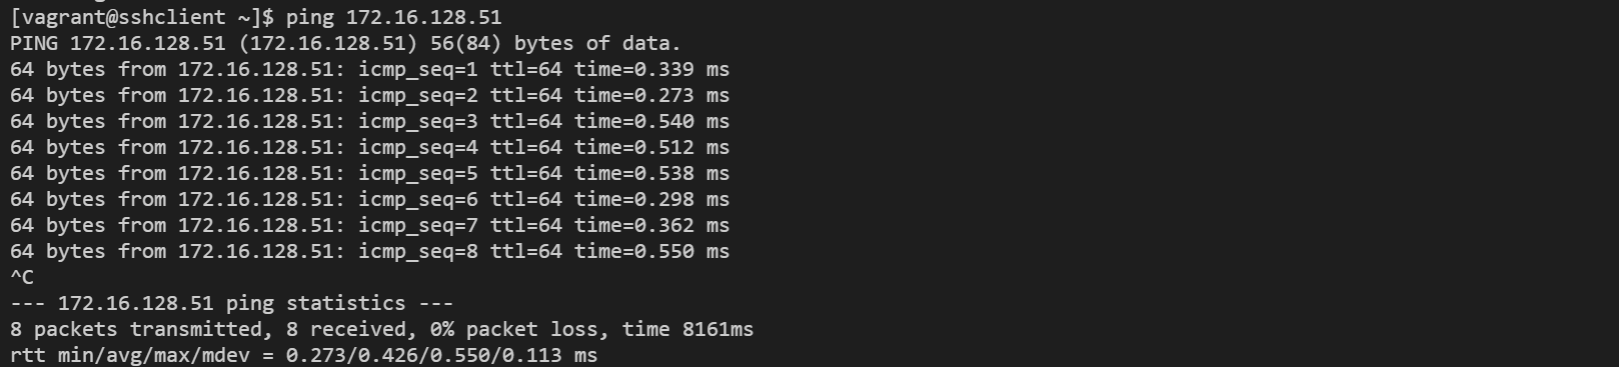 [vagrant@sshclient ~]$ ping 172.16.128.51
PING 172.16.128.51 (172.16.128.51) 56(84) bytes of data.
64 bytes from 172.16.128.51: icmp_seq=1 ttl=64 time=0.339 ms
64 bytes from 172.16.128.51: icmp_seq=2 ttl=64 time=0.273 ms
64 bytes from 172.16.128.51: icmp_seq=3 ttl=64 time=0.540 ms
64 bytes from 172.16.128.51: icmp_seq=4 ttl=64 time=0.512 ms
64 bytes from 172.16.128.51: icmp_seq=5 ttl=64 time=0.538 ms
64 bytes from 172.16.128.51: icmp_seq=6 ttl=64 time=0.298 ms
64 bytes from 172.16.128.51: icmp_seq=7 ttl=64 time=0.362 ms
64 bytes from 172.16.128.51: icmp_seq=8 ttl=64 time=0.550 ms
^C
--- 172.16.128.51 ping statistics ---
8 packets transmitted, 8 received, 0% packet loss, time 8161ms
rtt min/avg/max/mdev = 0.273/0.426/0.550/0.113 ms